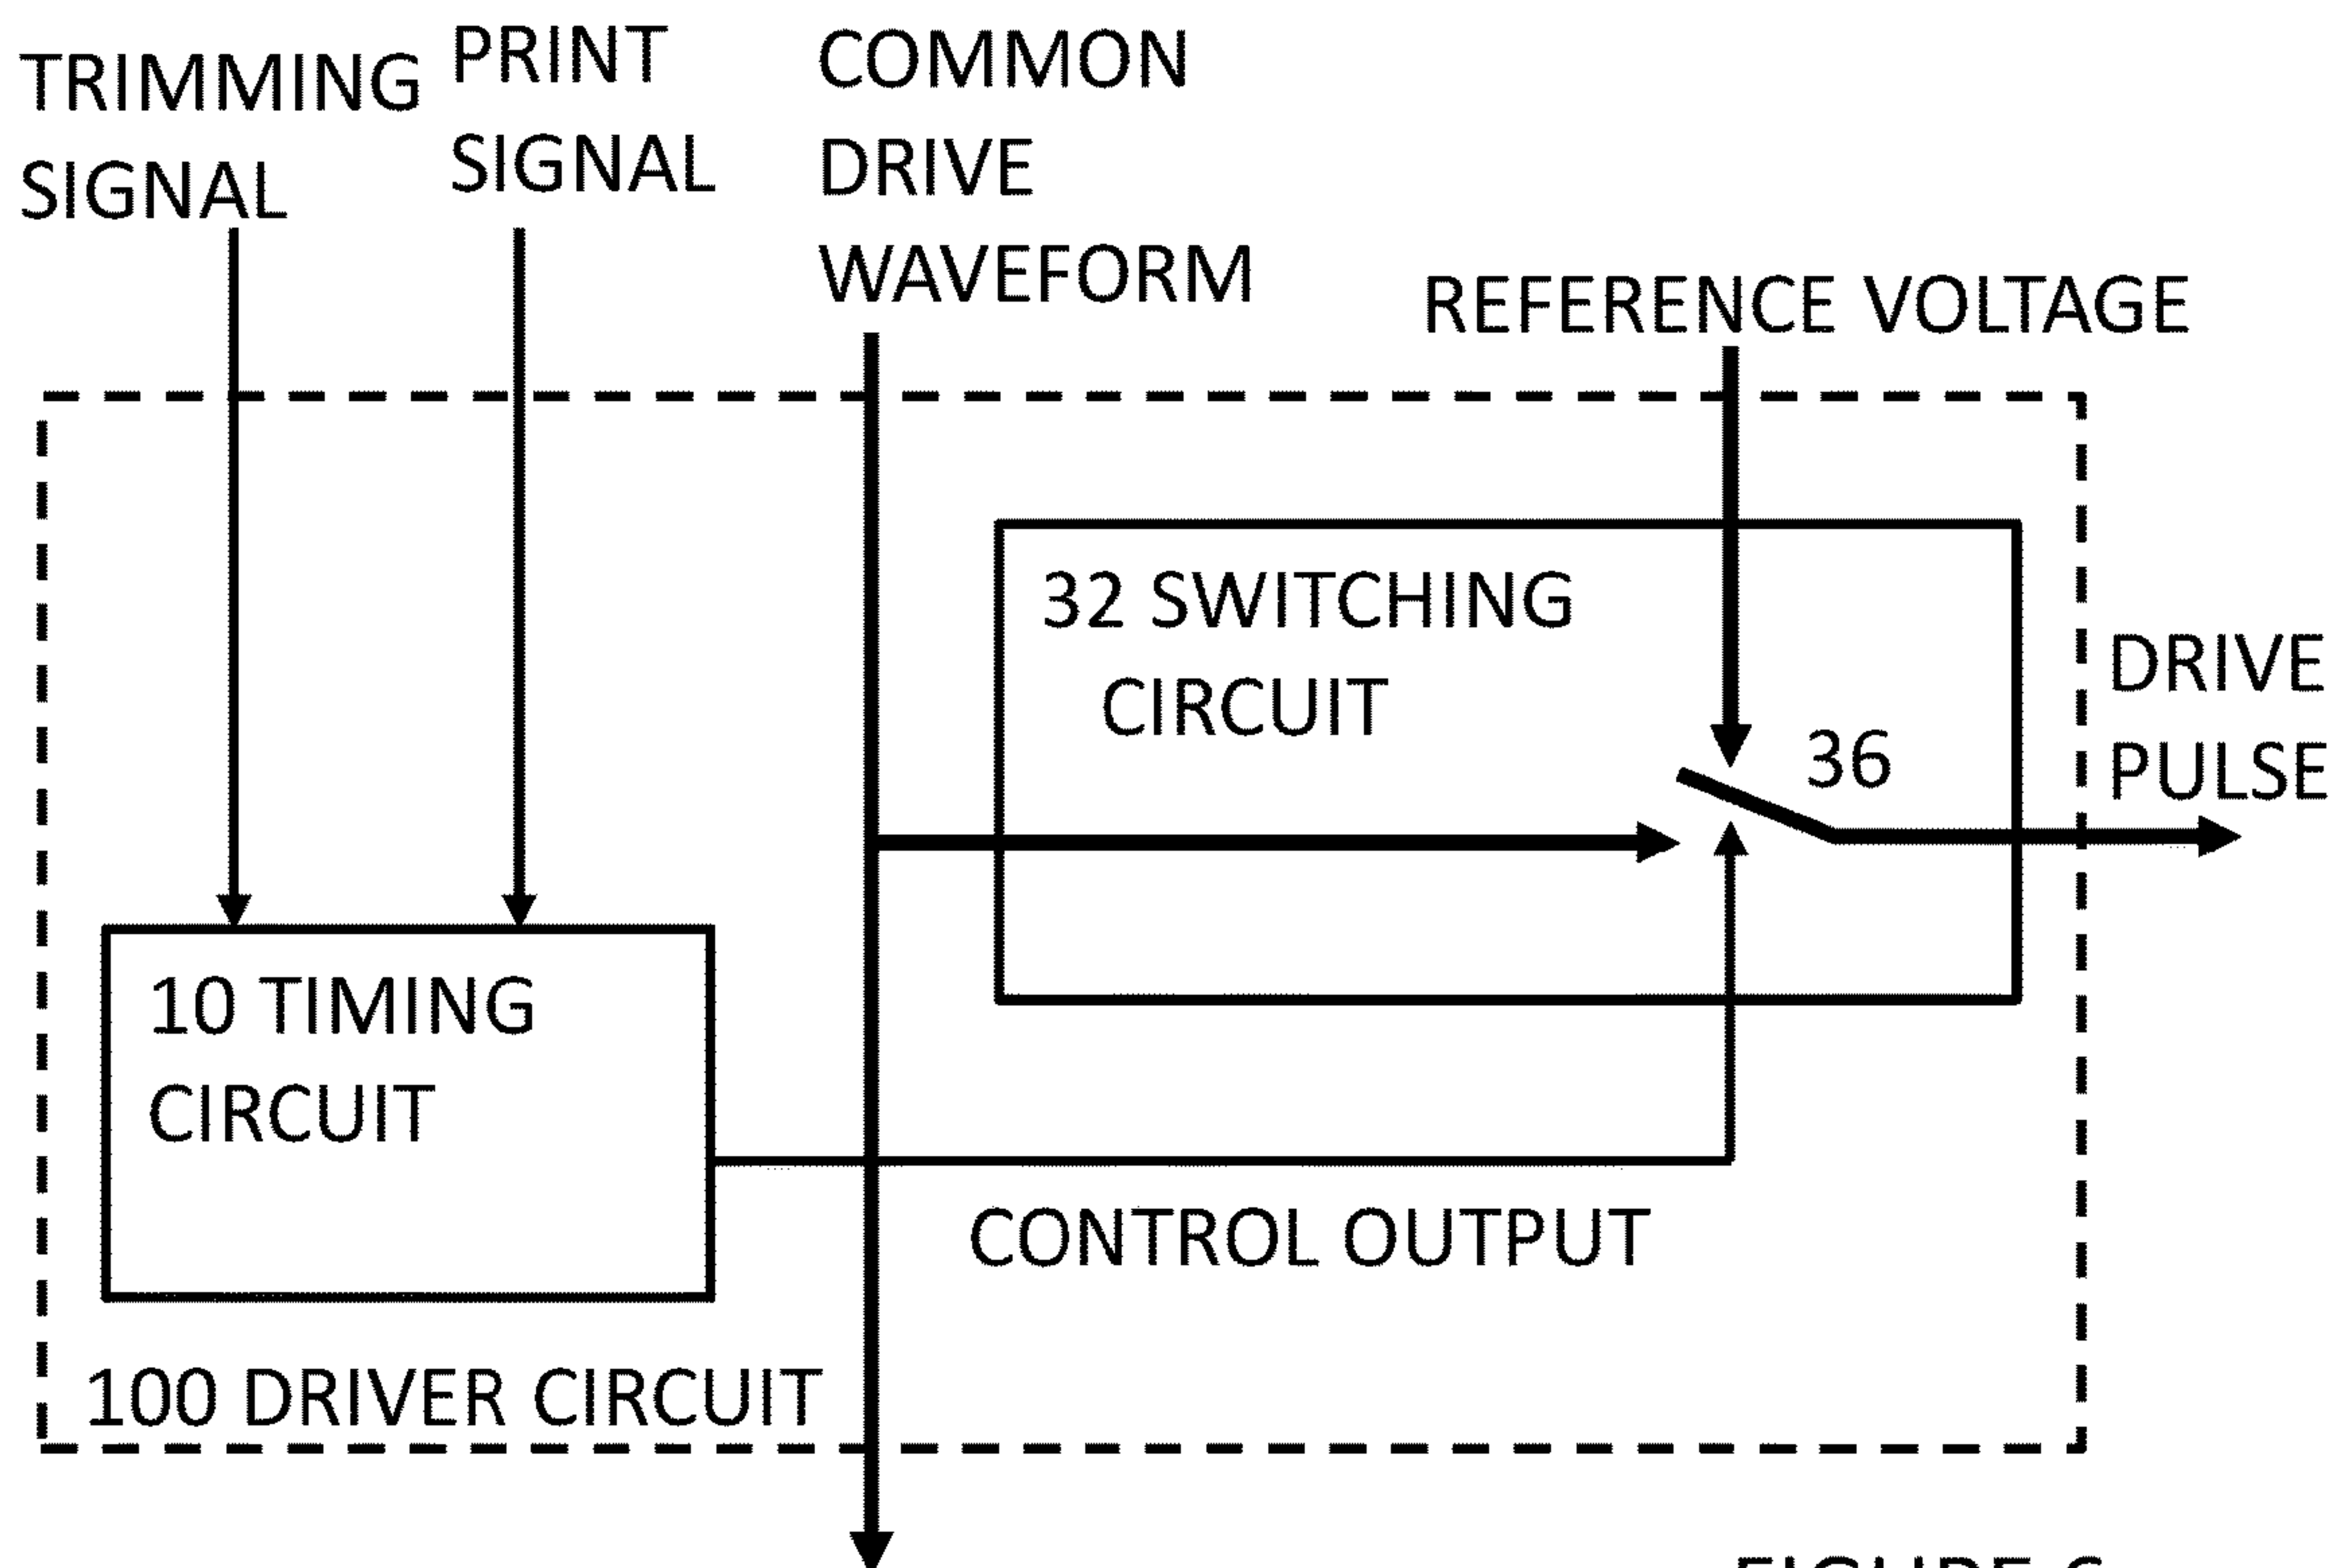 TRIMMING
SIGNAL
PRINT
SIGNAL
COMMON
DRIVE
WAVEFORM
REFERENCE VOLTAGE
32 SWITCHING
CIRCUIT
36
DRIVE
PULSE
10 TIMING
CIRCUIT
CONTROL OUTPUT
100 DRIVER CIRCUIT